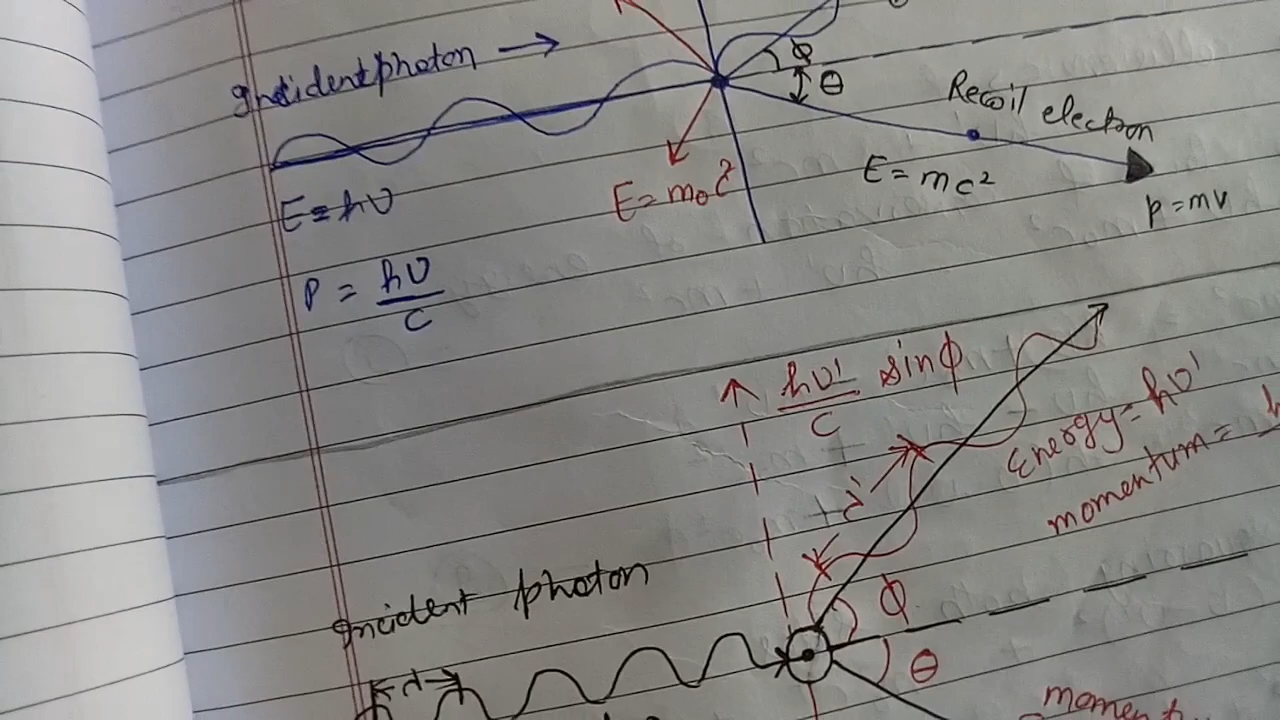 Incident photon →
ϕ
θ
Recoil electron
E = hν
E = m₀c²
E = mc²
p = mv
P = hν/c
hν'/c sinϕ
Energy = hν'
momentum = h
λ'
Incident photon
ϕ
λ
θ